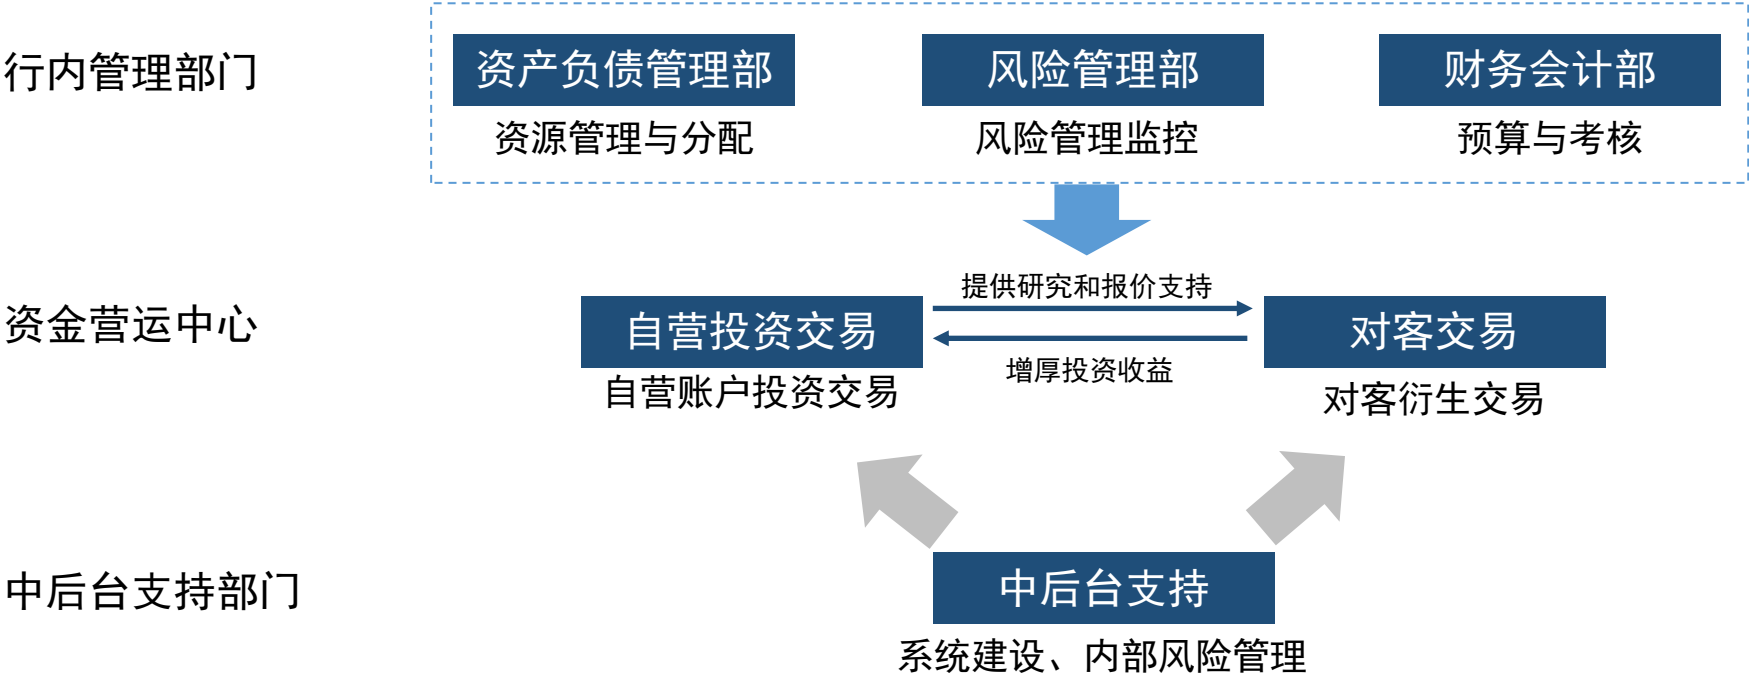 行内管理部门
资产负债管理部
风险管理部
财务会计部
资源管理与分配
风险管理监控
预算与考核
资金营运中心
提供研究和报价支持
自营投资交易
对客交易
增厚投资收益
自营账户投资交易
对客衍生交易
中后台支持部门
中后台支持
系统建设、内部风险管理